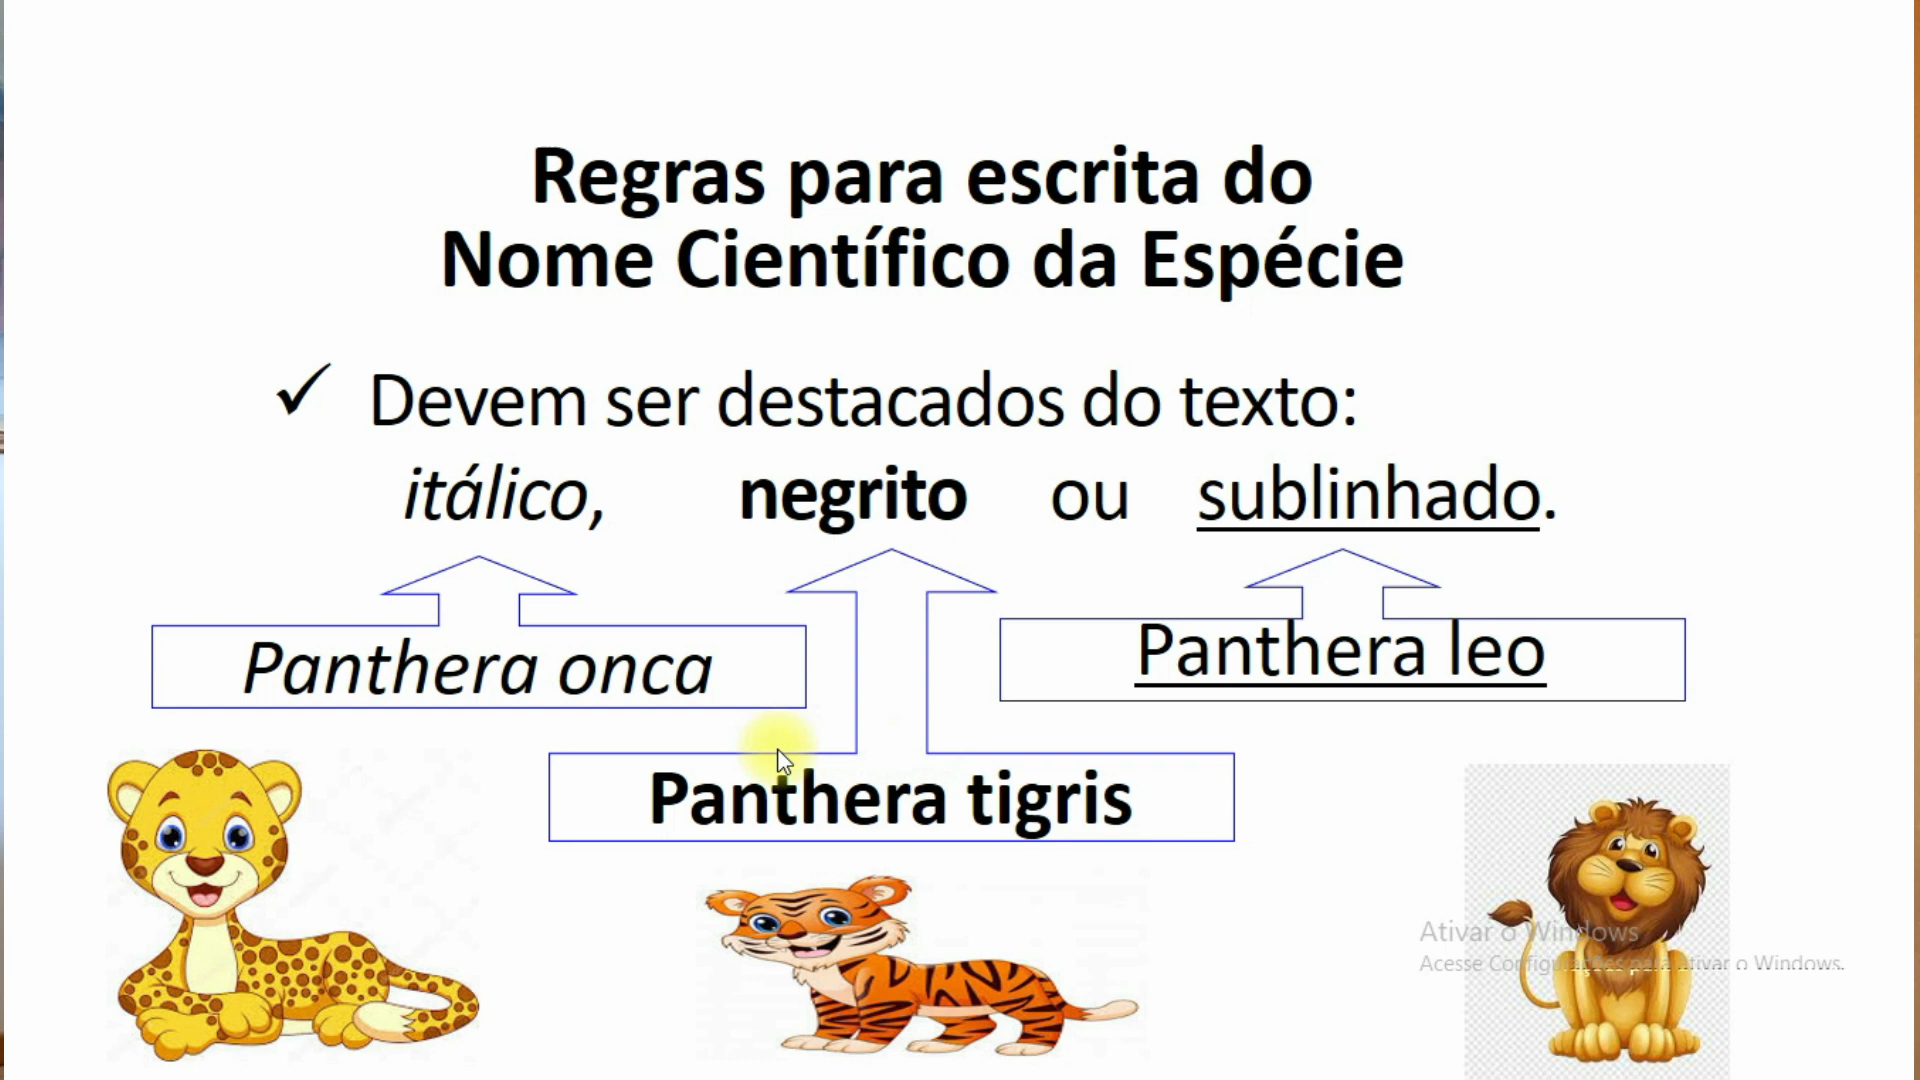 Regras para escrita do
Nome Científico da Espécie
✓ Devem ser destacados do texto:
itálico, negrito ou sublinhado.
Panthera onca
Panthera leo
Panthera tigris
Ativar o Windows
Acesse Configurações para ativar o Windows.